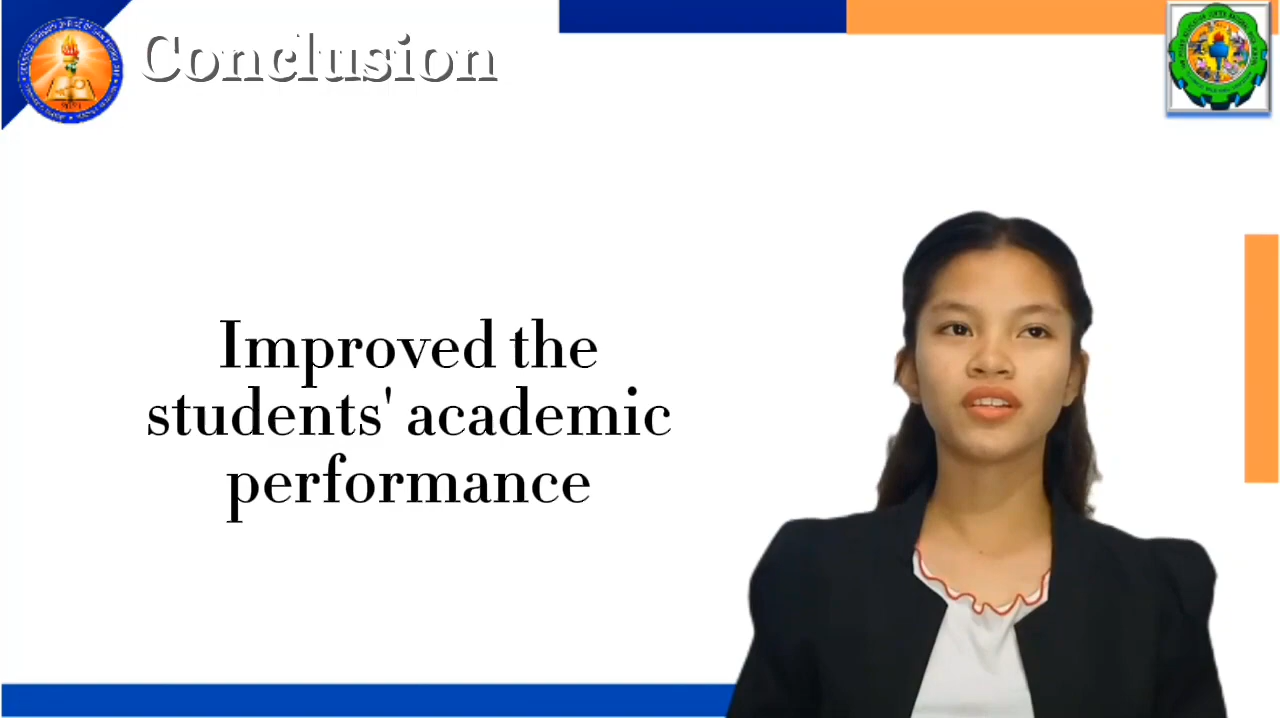 Conclusion
Improved the
students' academic
performance